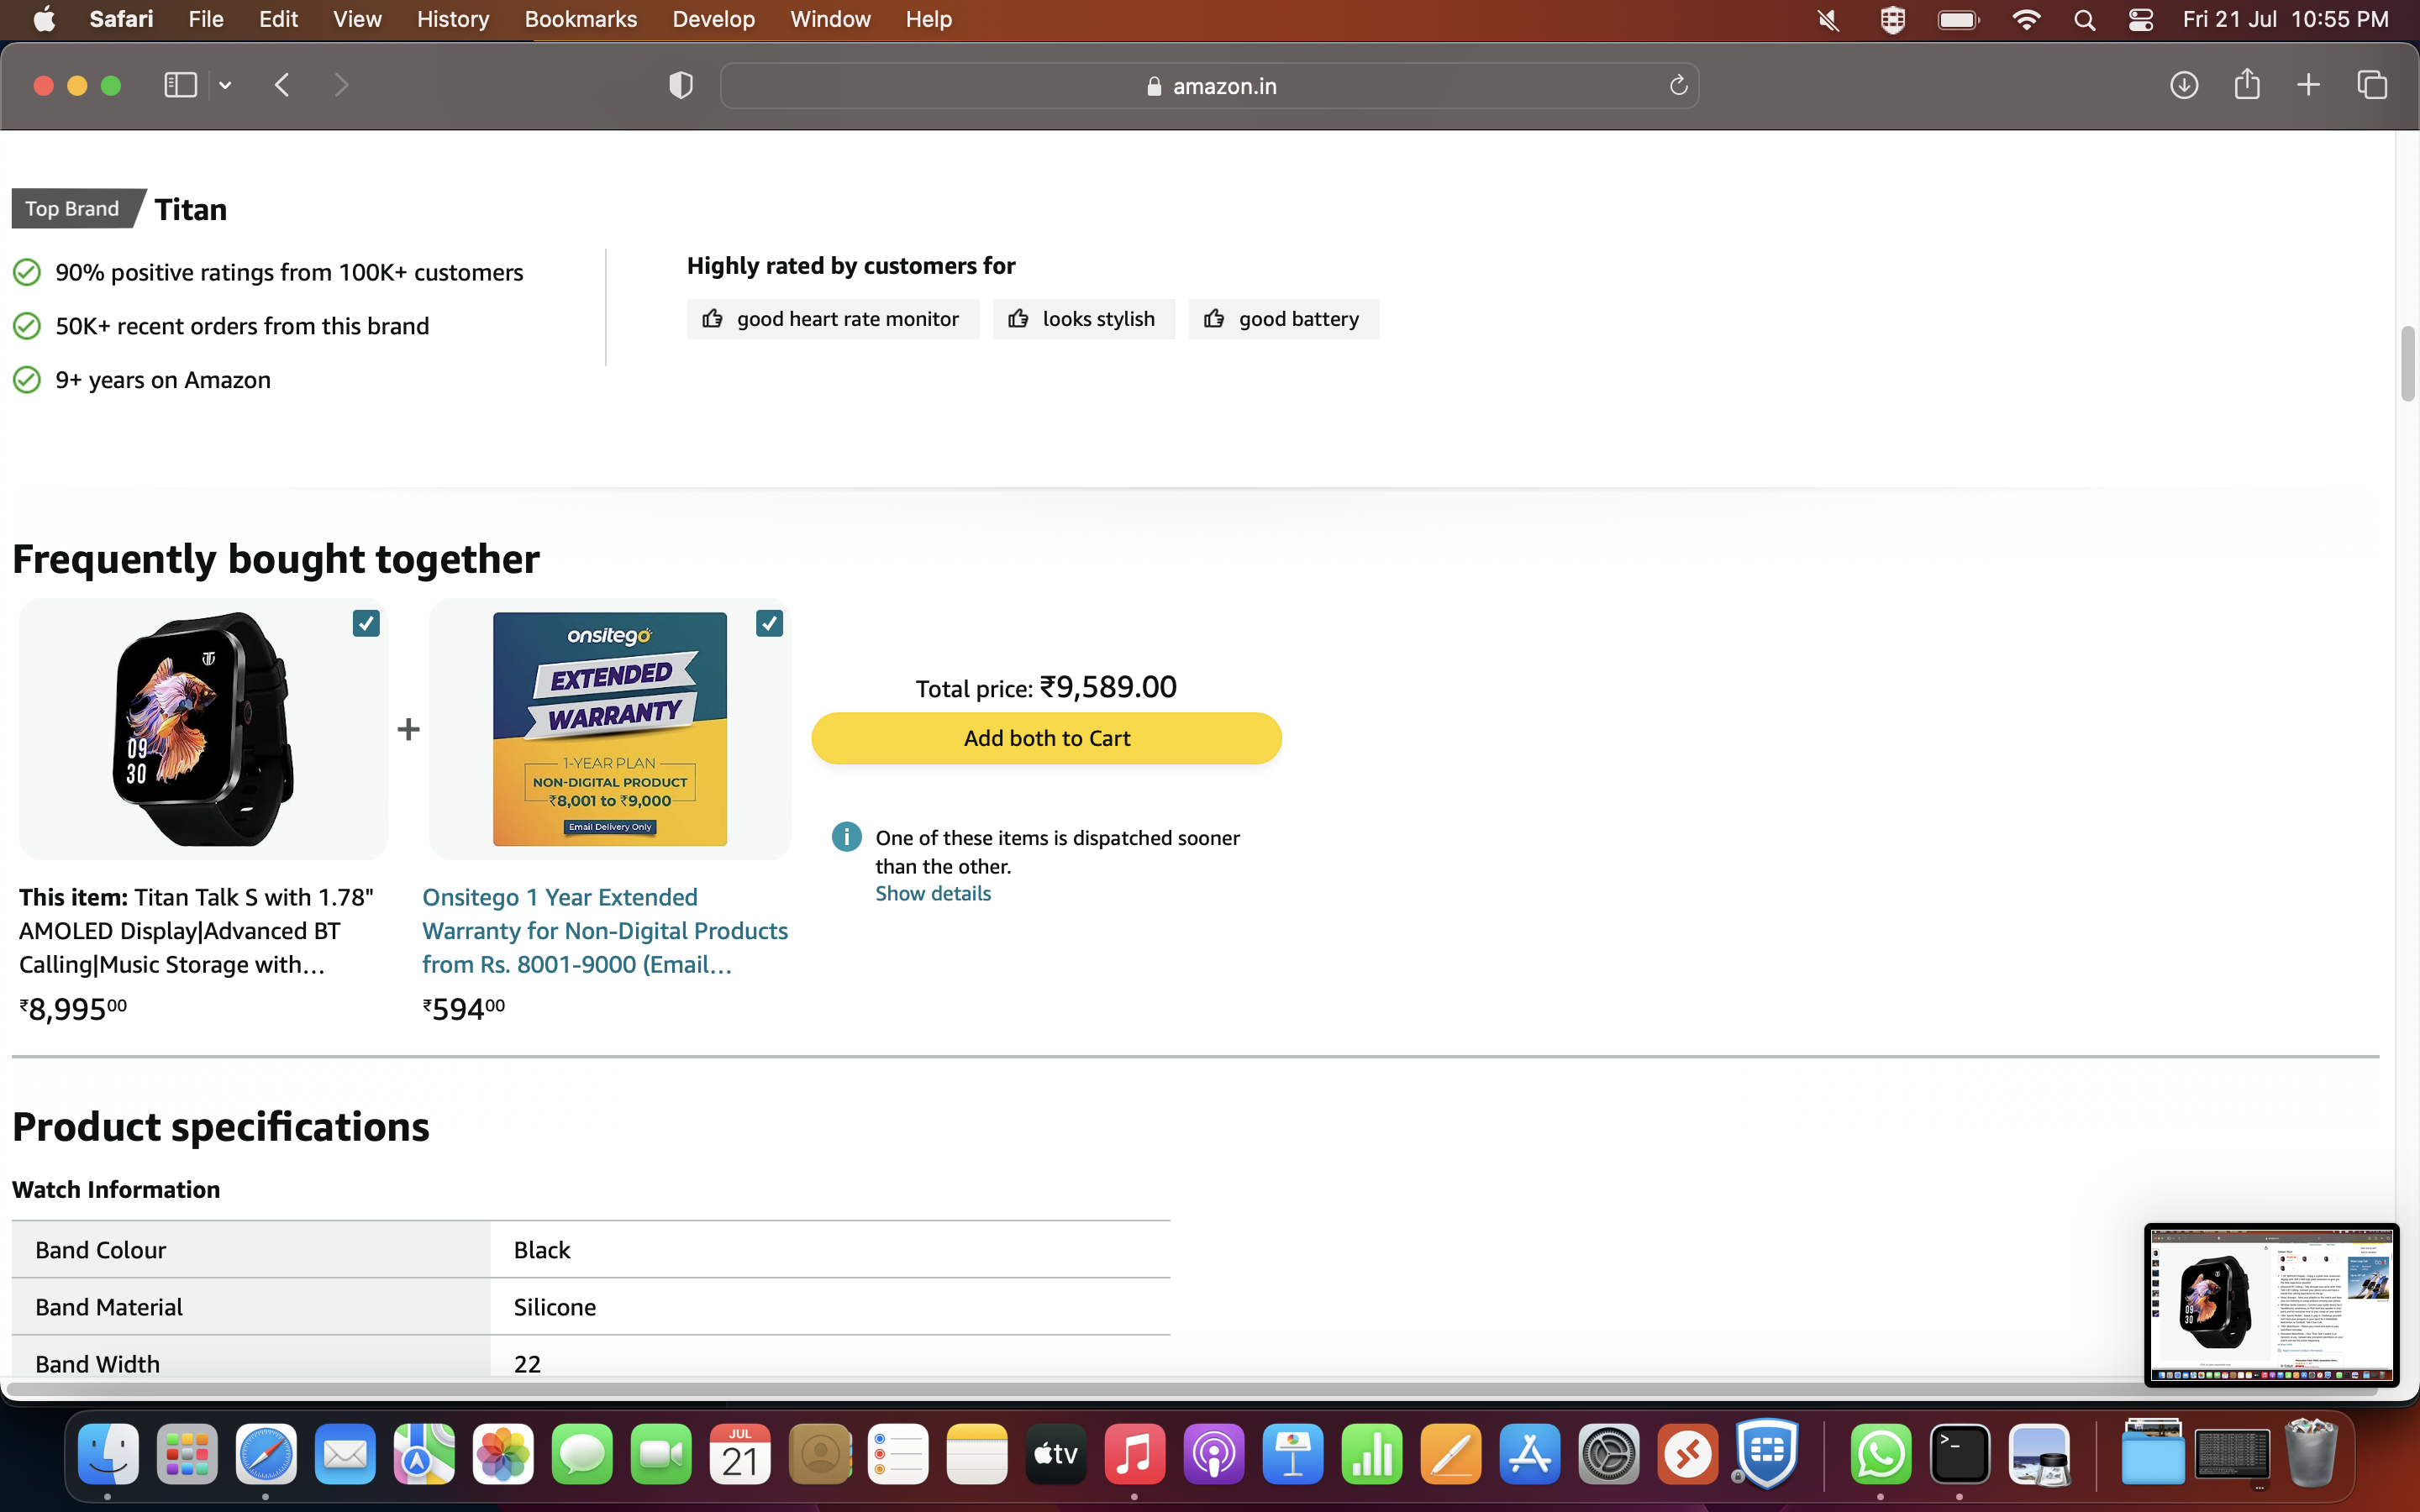 Safari File Edit View History Bookmarks Develop Window Help
Fri 21 Jul 10:55 PM
amazon.in
Top Brand Titan
90% positive ratings from 100K+ customers
50K+ recent orders from this brand
9+ years on Amazon
Highly rated by customers for
good heart rate monitor
looks stylish
good battery
Frequently bought together
09
30
+
onsitego
EXTENDED
WARRANTY
1-YEAR PLAN
NON-DIGITAL PRODUCT
₹8,001 to ₹9,000
Email Delivery Only
Total price: ₹9,589.00
Add both to Cart
One of these items is dispatched sooner
than the other.
Show details
This item: Titan Talk S with 1.78"
AMOLED Display|Advanced BT
Calling|Music Storage with...
₹8,99500
Onsitego 1 Year Extended
Warranty for Non-Digital Products
from Rs. 8001-9000 (Email...
₹59400
Product specifications
Watch Information
Band Colour Black
Band Material Silicone
Band Width 22
09
30
JUL
21
tv